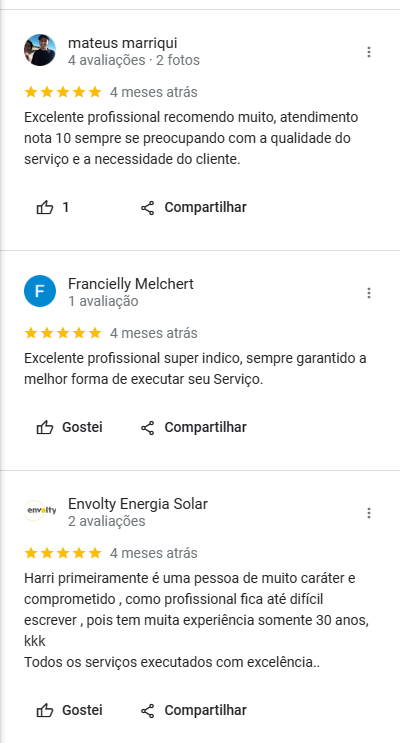 mateus marriqui
4 avaliações · 2 fotos
4 meses atrás
Excelente profissional recomendo muito, atendimento
nota 10 sempre se preocupando com a qualidade do
serviço e a necessidade do cliente.
1 Compartilhar
F Francielly Melchert
1 avaliação
4 meses atrás
Excelente profissional super indico, sempre garantido a
melhor forma de executar seu Serviço.
Gostei Compartilhar
envolty Envolty Energia Solar
2 avaliações
4 meses atrás
Harri primeiramente é uma pessoa de muito caráter e
comprometido , como profissional fica até difícil
escrever , pois tem muita experiência somente 30 anos,
kkk
Todos os serviços executados com excelência..
Gostei Compartilhar